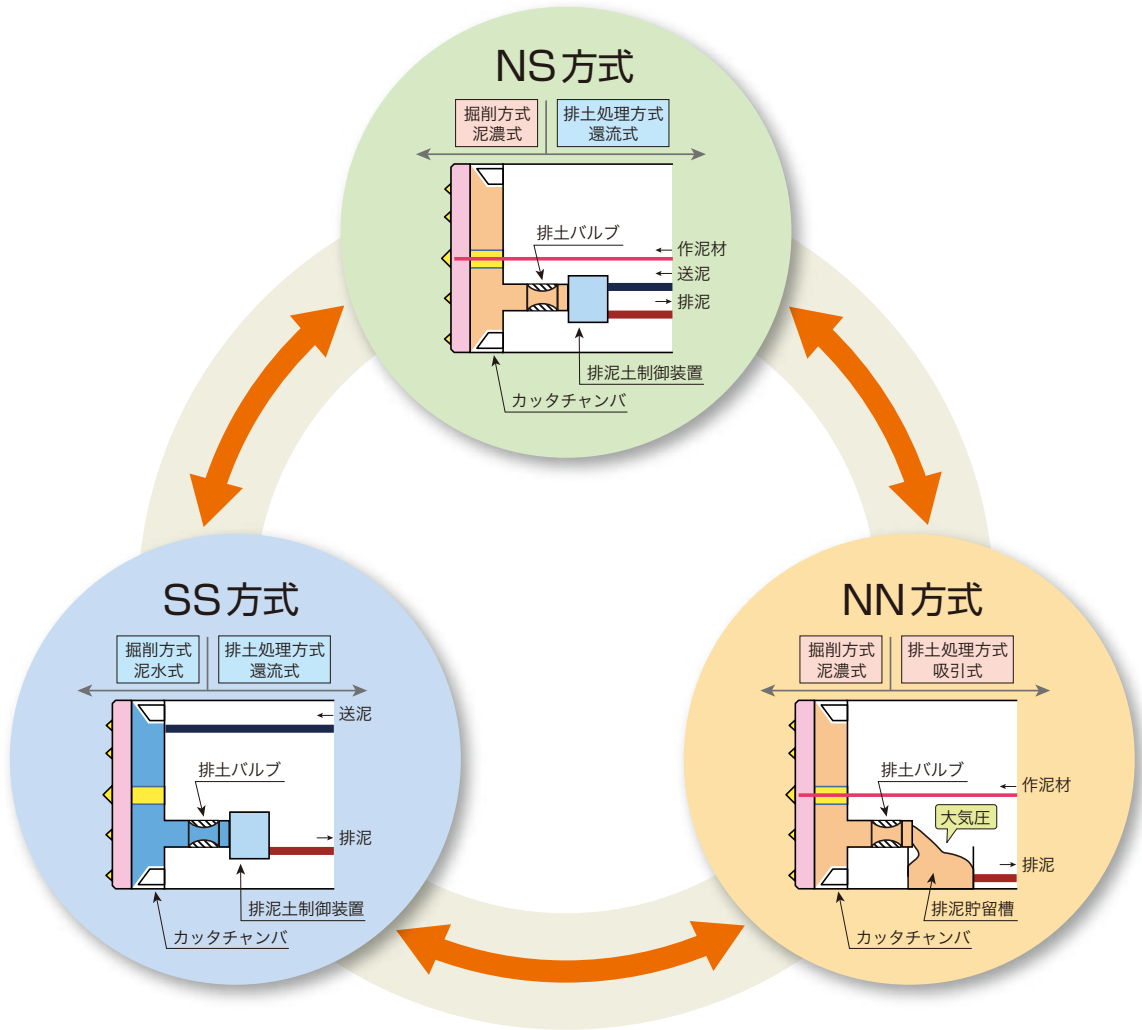 NS方式
掘削方式
泥濃式
排土処理方式
還流式
排土バルブ
作泥材
送泥
排泥
排泥土制御装置
カッタチャンバ
SS方式
掘削方式
泥水式
排土処理方式
還流式
送泥
排土バルブ
排泥
排泥土制御装置
カッタチャンバ
NN方式
掘削方式
泥濃式
排土処理方式
吸引式
排土バルブ
作泥材
大気圧
排泥
排泥貯留槽
カッタチャンバ